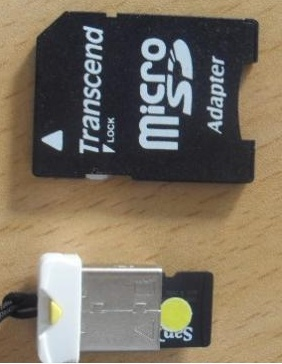 Transcend
LOCK
Micro
SD
Adapter